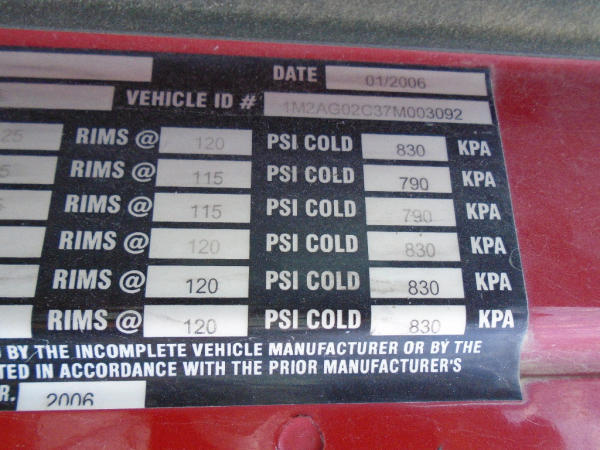 DATE 01/2006
VEHICLE ID # 1M2AG02C37M003092
25 RIMS @ 120 PSI COLD 830 KPA
RIMS @ 115 PSI COLD 790 KPA
RIMS @ 115 PSI COLD 790 KPA
RIMS @ 120 PSI COLD 830 KPA
RIMS @ 120 PSI COLD 830 KPA
RIMS @ 120 PSI COLD 830 KPA
BY THE INCOMPLETE VEHICLE MANUFACTURER OR BY THE
TED IN ACCORDANCE WITH THE PRIOR MANUFACTURER'S
R. 2006